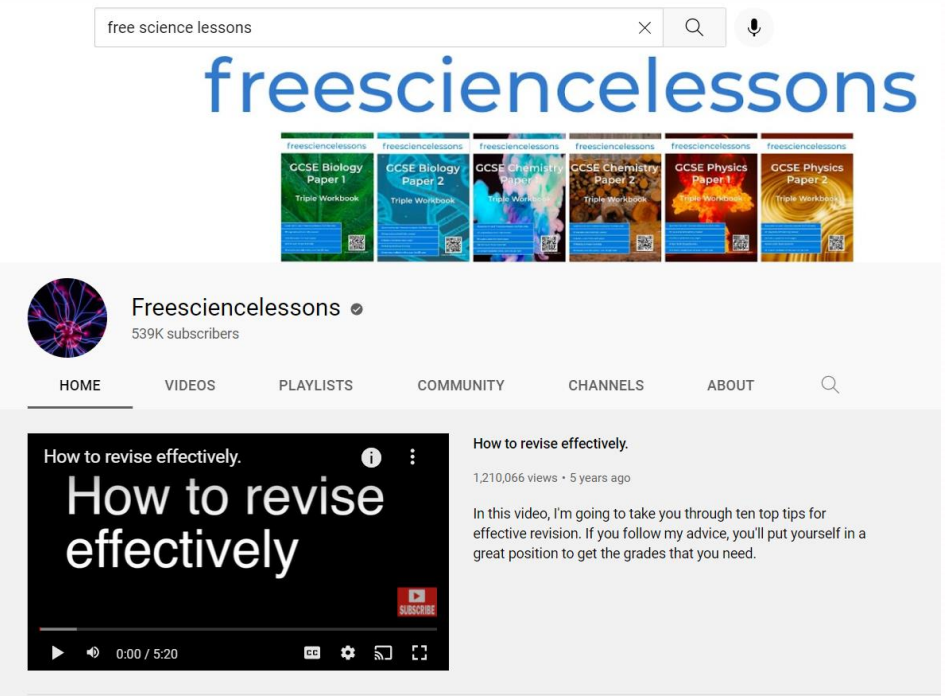 free science lessons
freesciencelessons
freesciencelessons freesciencelessons freesciencelessons freesciencelessons freesciencelessons freesciencelessons
GCSE Biology GCSE Biology GCSE Chemistry GCSE Chemistry GCSE Physics GCSE Physics
Paper 1 Paper 2 Paper 1 Paper 2 Paper 1 Paper 2
Triple Workbook Triple Workbook Triple Workbook Triple Workbook Triple Workbook Triple Workbook
Freesciencelessons
539K subscribers
HOME VIDEOS PLAYLISTS COMMUNITY CHANNELS ABOUT
How to revise effectively.
How to revise
effectively
SUBSCRIBE
0:00 / 5:20
CC
How to revise effectively.
1,210,066 views • 5 years ago
In this video, I'm going to take you through ten top tips for
effective revision. If you follow my advice, you'll put yourself in a
great position to get the grades that you need.